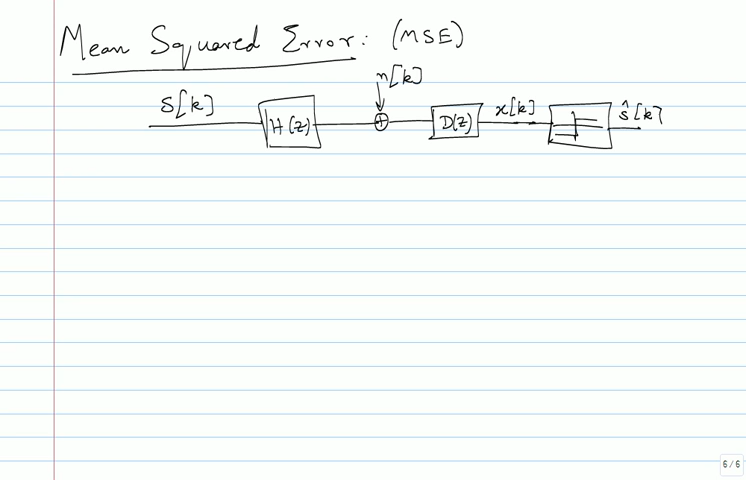 Mean Squared Error: (MSE)
n[k]
S[k] H(z) + D(z) x[k] ŝ[k]
6/6